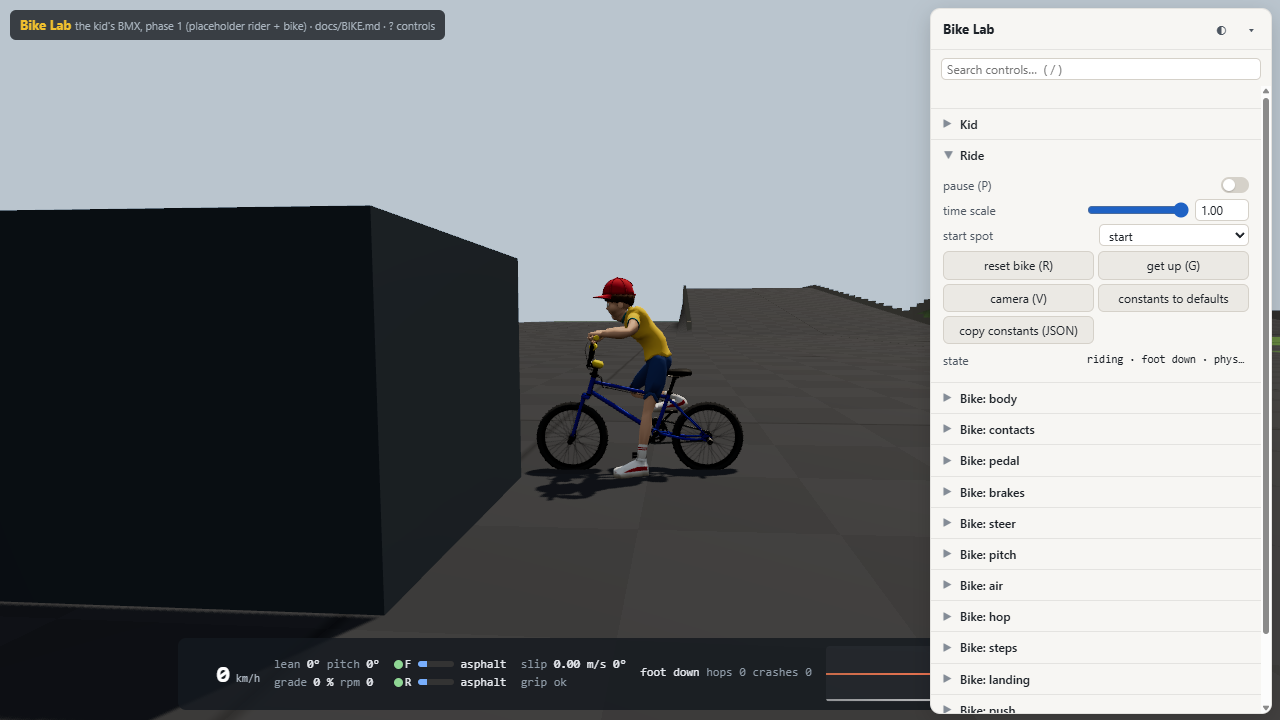 Bike Lab the kid's BMX, phase 1 (placeholder rider + bike) · docs/BIKE.md · ? controls
Bike Lab
Search controls... ( / )
Kid
Ride
pause (P)
time scale 1.00
start spot start
reset bike (R) get up (G)
camera (V) constants to defaults
copy constants (JSON)
state riding · foot down · phys…
Bike: body
Bike: contacts
Bike: pedal
Bike: brakes
Bike: steer
Bike: pitch
Bike: air
Bike: hop
Bike: steps
Bike: landing
Bike: push
0 km/h
lean 0° pitch 0° F asphalt slip 0.00 m/s 0°
grade 0 % rpm 0 R asphalt grip ok
foot down hops 0 crashes 0